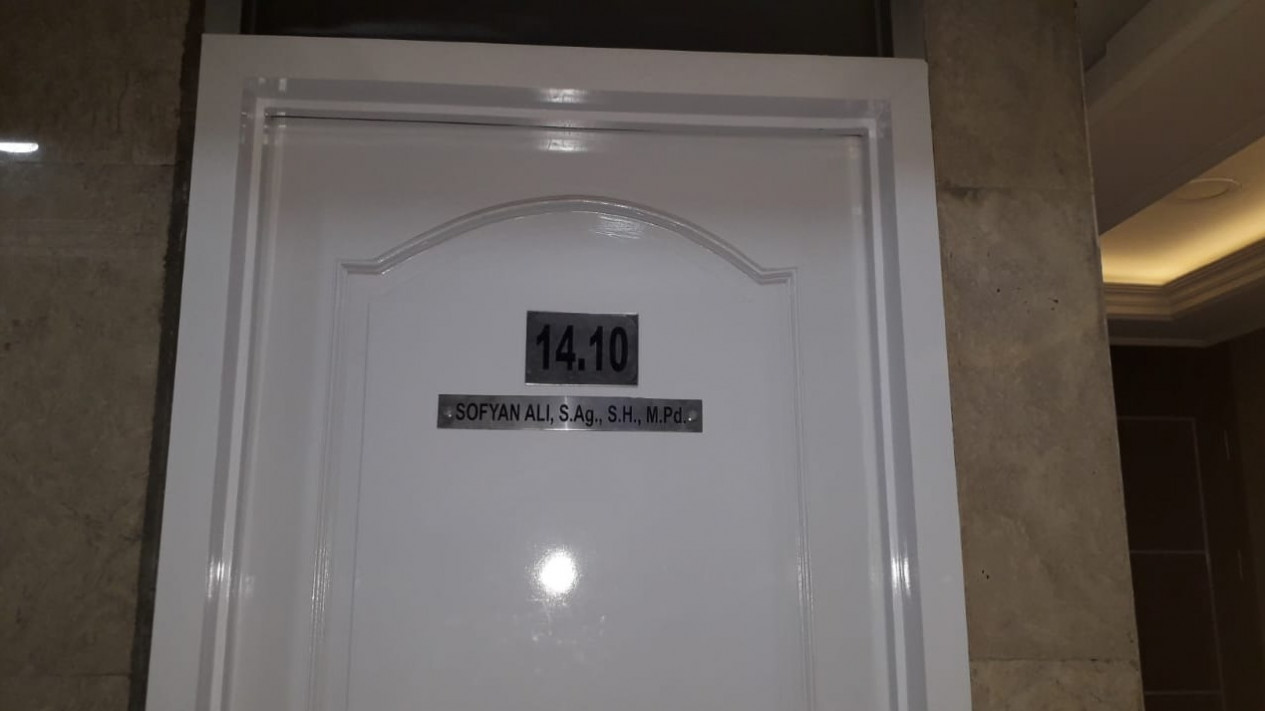 14.10
SOFYAN ALI, S.Ag., S.H., M.Pd.